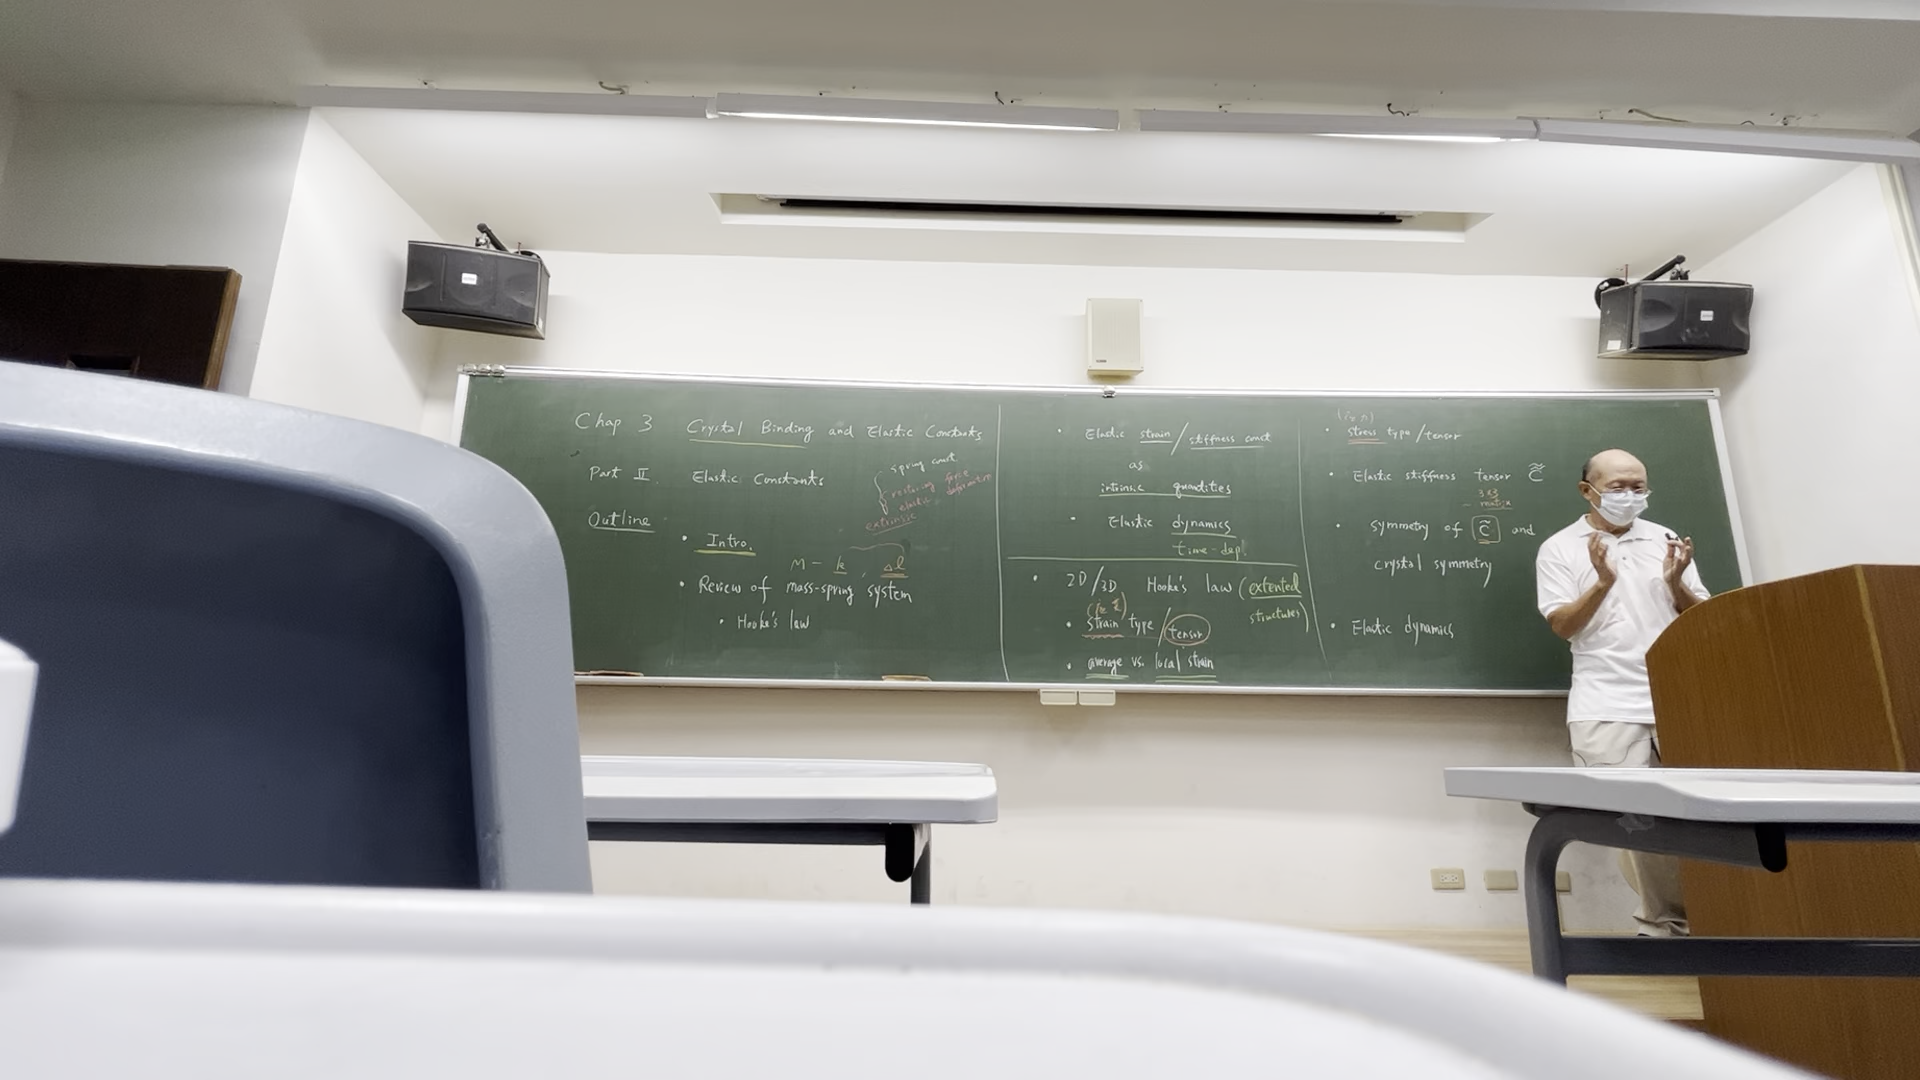 Chap 3 Crystal Binding and Elastic Constants
Part II. Elastic Constants
spring const
restoring force
elastic deformation
extrinsic
Outline
• Intro.
M - k, Δl
• Review of mass-spring system
• Hooke's law
• Elastic strain / stiffness const
as
intrinsic quantities
• Elastic dynamics
time-dep.
• 2D/3D Hooke's law (extented
structures)
• strain type / tensor
• average vs. local strain
• stress type / tensor
• Elastic stiffness tensor C̃̃
3x3
matrix
• symmetry of C̃ and
crystal symmetry
• Elastic dynamics